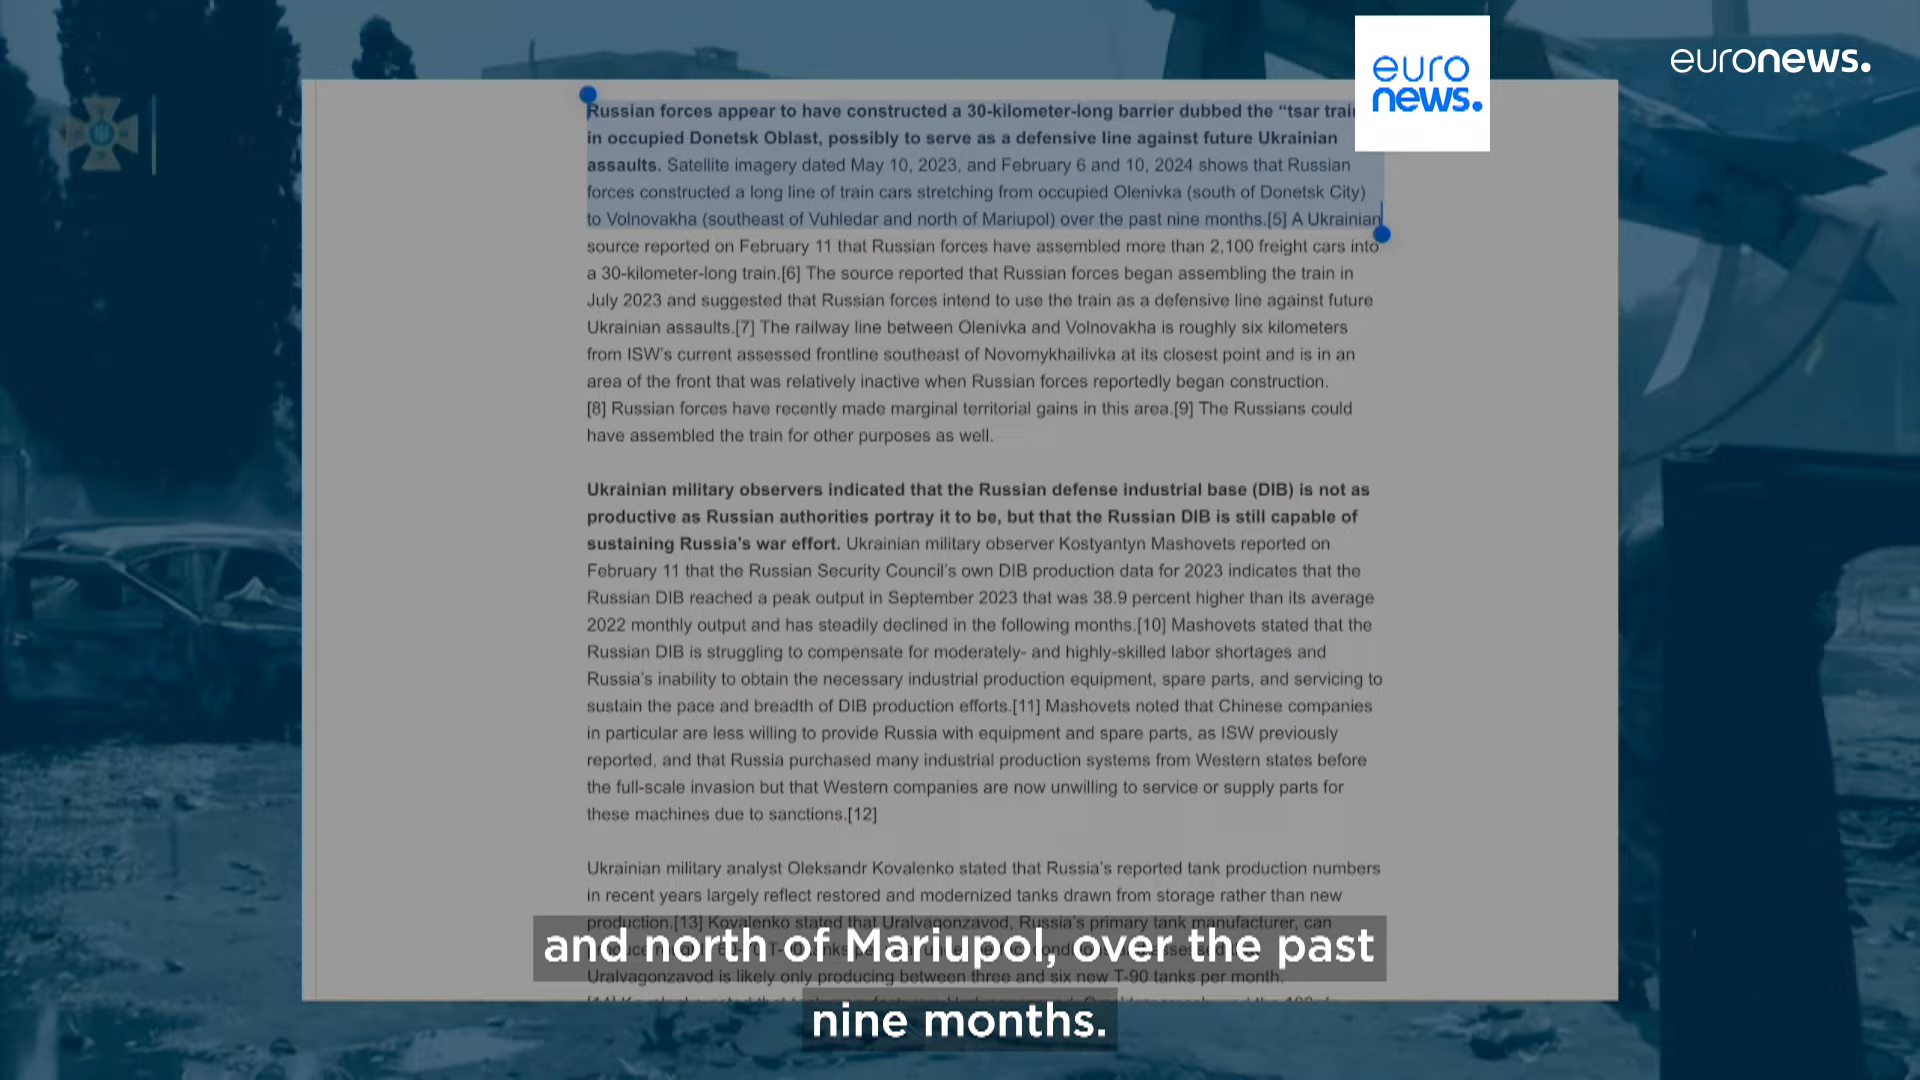 euronews.
euro
news.
Russian forces appear to have constructed a 30-kilometer-long barrier dubbed the “tsar
in occupied Donetsk Oblast, possibly to serve as a defensive line against future Ukrainian
assaults. Satellite imagery dated May 10, 2023, and February 6 and 10, 2024 shows that Russian
forces constructed a long line of train cars stretching from occupied Olenivka (south of Donetsk City)
to Volnovakha (southeast of Vuhledar and north of Mariupol) over the past nine months.[5] A Ukrainian
source reported on February 11 that Russian forces have assembled more than 2,100 freight cars into
a 30-kilometer-long train.[6] The source reported that Russian forces began assembling the train in
July 2023 and suggested that Russian forces intend to use the train as a defensive line against future
Ukrainian assaults.[7] The railway line between Olenivka and Volnovakha is roughly six kilometers
from ISW’s current assessed frontline southeast of Novomykhailivka at its closest point and is in an
area of the front that was relatively inactive when Russian forces reportedly began construction.
[8] Russian forces have recently made marginal territorial gains in this area.[9] The Russians could
have assembled the train for other purposes as well.
Ukrainian military observers indicated that the Russian defense industrial base (DIB) is not as
productive as Russian authorities portray it to be, but that the Russian DIB is still capable of
sustaining Russia’s war effort. Ukrainian military observer Kostyantyn Mashovets reported on
February 11 that the Russian Security Council’s own DIB production data for 2023 indicates that the
Russian DIB reached a peak output in September 2023 that was 38.9 percent higher than its average
2022 monthly output and has steadily declined in the following months.[10] Mashovets stated that the
Russian DIB is struggling to compensate for moderately- and highly-skilled labor shortages and
Russia’s inability to obtain the necessary industrial production equipment, spare parts, and servicing to
sustain the pace and breadth of DIB production efforts.[11] Mashovets noted that Chinese companies
in particular are less willing to provide Russia with equipment and spare parts, as ISW previously
reported, and that Russia purchased many industrial production systems from Western states before
the full-scale invasion but that Western companies are now unwilling to service or supply parts for
these machines due to sanctions.[12]
Ukrainian military analyst Oleksandr Kovalenko stated that Russia’s reported tank production numbers
in recent years largely reflect restored and modernized tanks drawn from storage rather than new
production.[13] Kovalenko stated that Uralvagonzavod, Russia’s primary tank manufacturer, can
Uralvagonzavod is likely only producing between three and six new T-90 tanks per month.
and north of Mariupol, over the past
nine months.